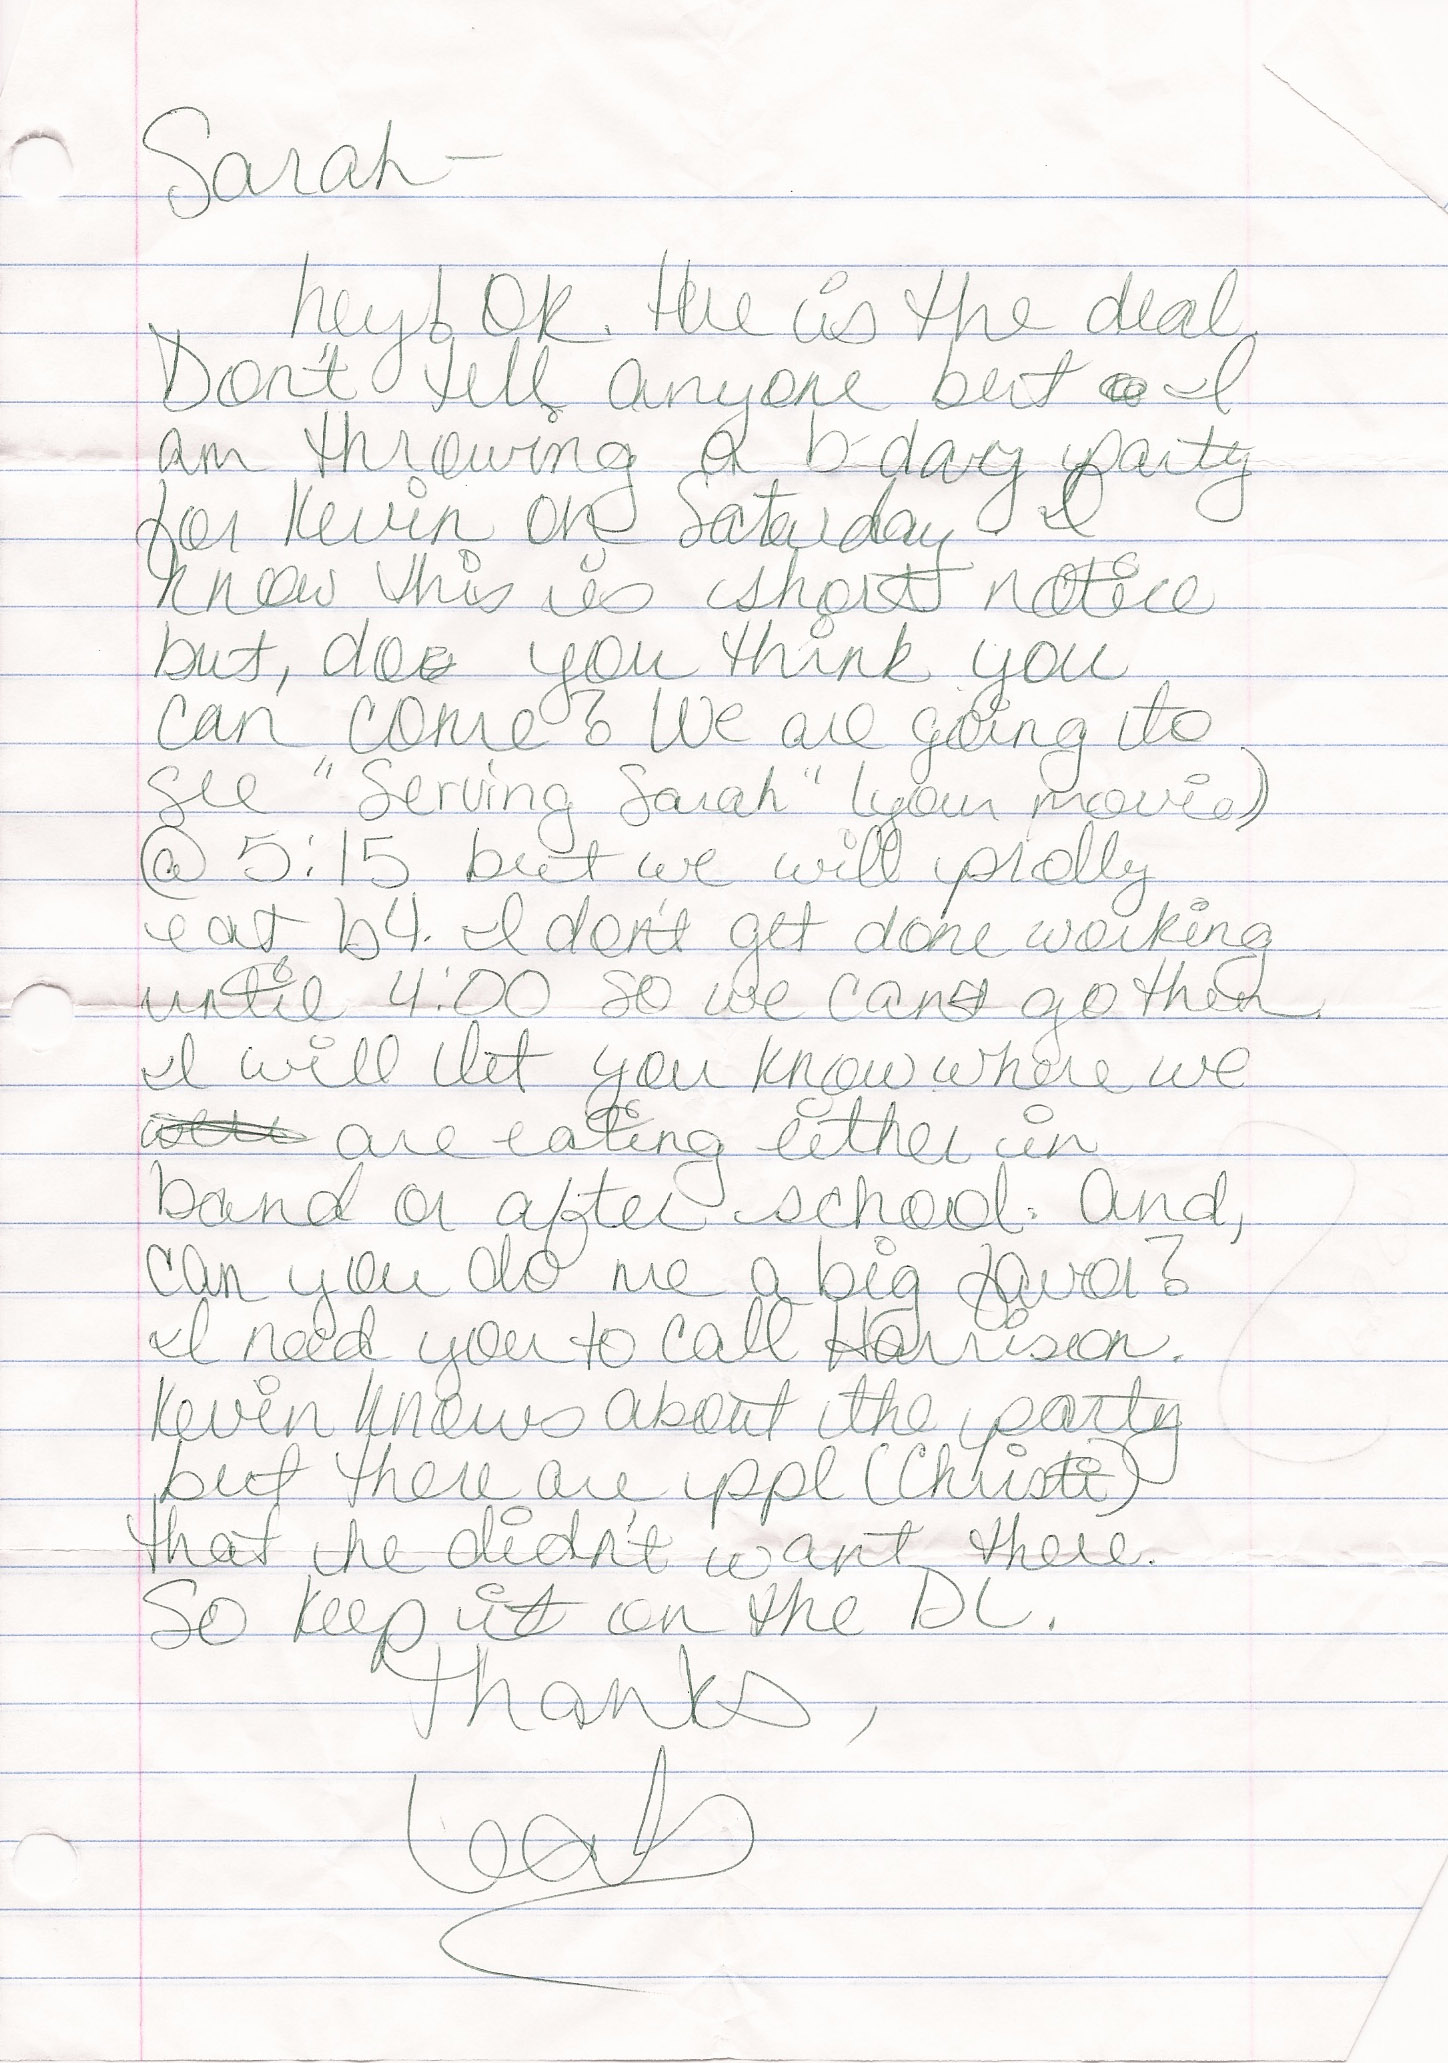 Sarah-
hey! OK. Here is the deal.
Don't tell anyone but I
am throwing a b-day party
for Kevin on Saturday. I
know this is short notice
but, do you think you
can come? We are going to
see "Serving Sarah" (your movie)
@ 5:15 but we will prolly
eat b4. I don't get done working
until 4:00 so we can go then.
I will let you know where we
are eating either in
band or after school. And,
can you do me a big favor?
I need you to call Harrison.
Kevin knows about the party
but there are ppl (Christi)
that he didn't want there.
So keep it on the DL.
Thanks,
Leah